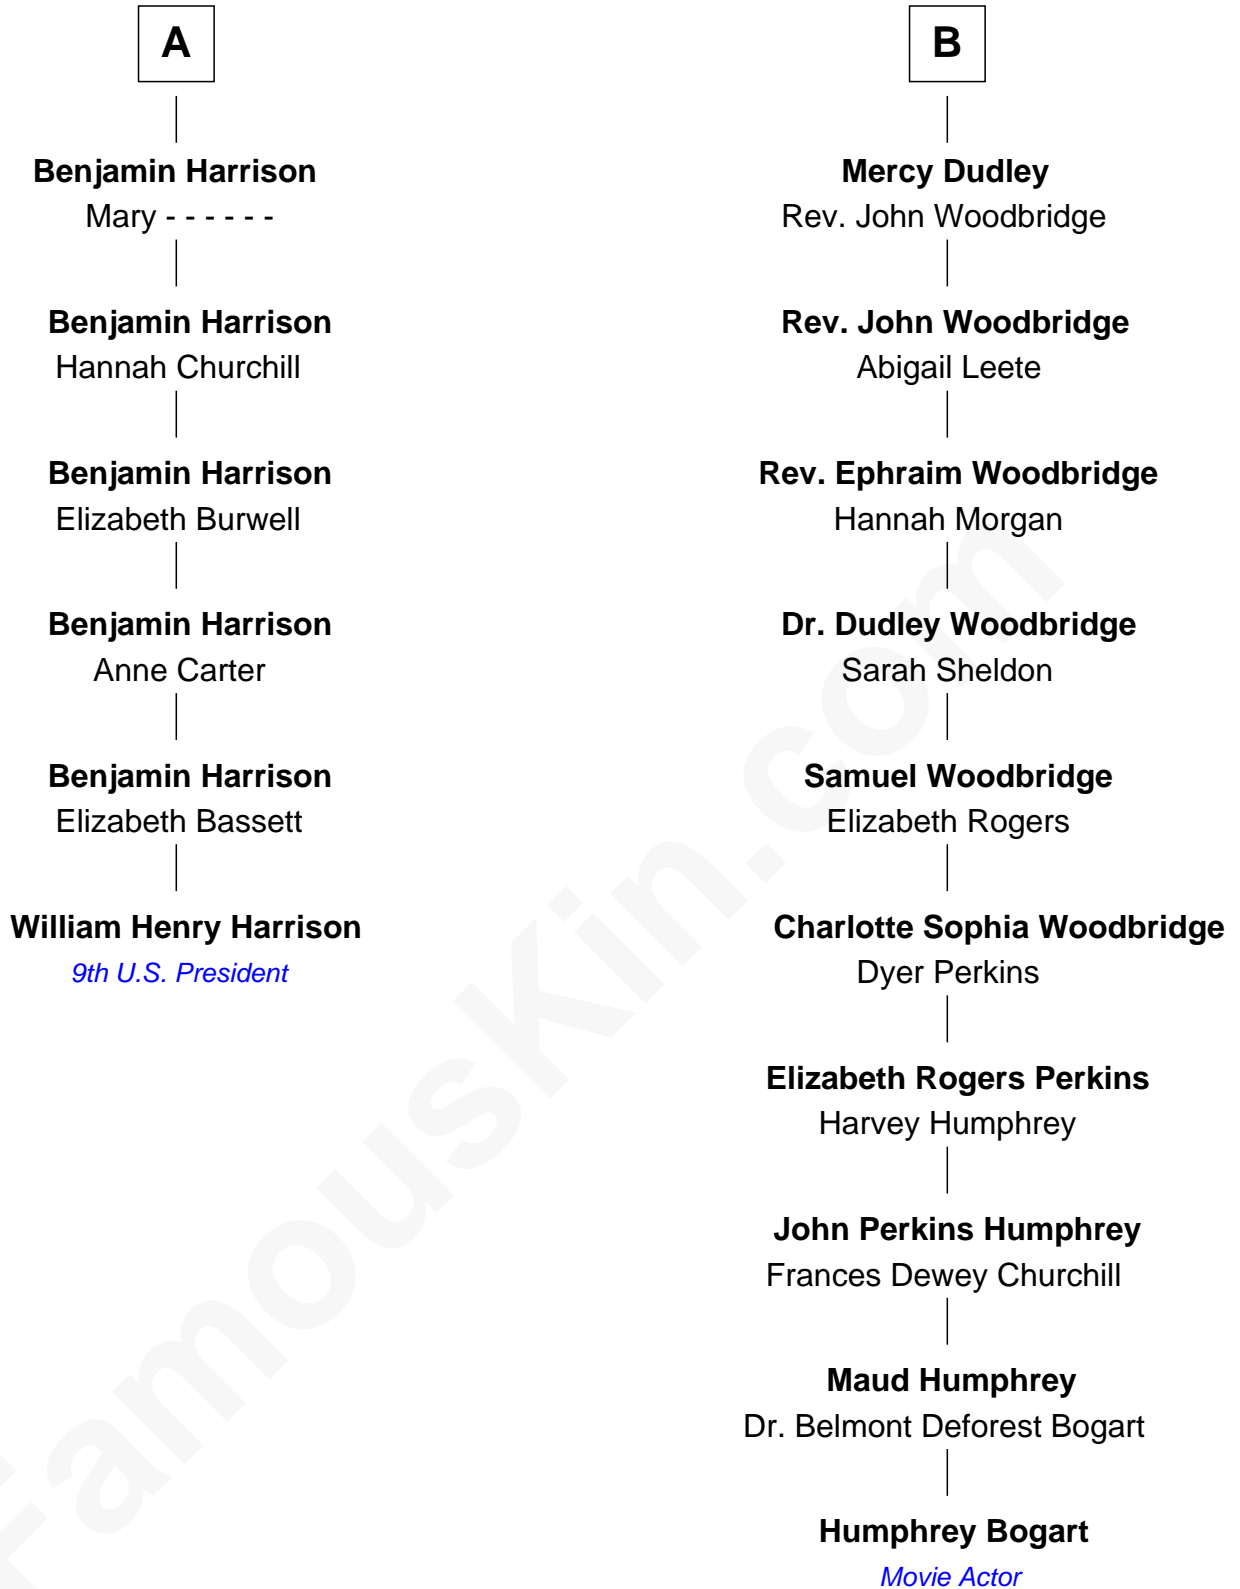 A
Benjamin Harrison
Mary - - - - - -
Benjamin Harrison
Hannah Churchill
Benjamin Harrison
Elizabeth Burwell
Benjamin Harrison
Anne Carter
Benjamin Harrison
Elizabeth Bassett
William Henry Harrison
9th U.S. President
B
Mercy Dudley
Rev. John Woodbridge
Rev. John Woodbridge
Abigail Leete
Rev. Ephraim Woodbridge
Hannah Morgan
Dr. Dudley Woodbridge
Sarah Sheldon
Samuel Woodbridge
Elizabeth Rogers
Charlotte Sophia Woodbridge
Dyer Perkins
Elizabeth Rogers Perkins
Harvey Humphrey
John Perkins Humphrey
Frances Dewey Churchill
Maud Humphrey
Dr. Belmont Deforest Bogart
Humphrey Bogart
Movie Actor
FamousKin.com